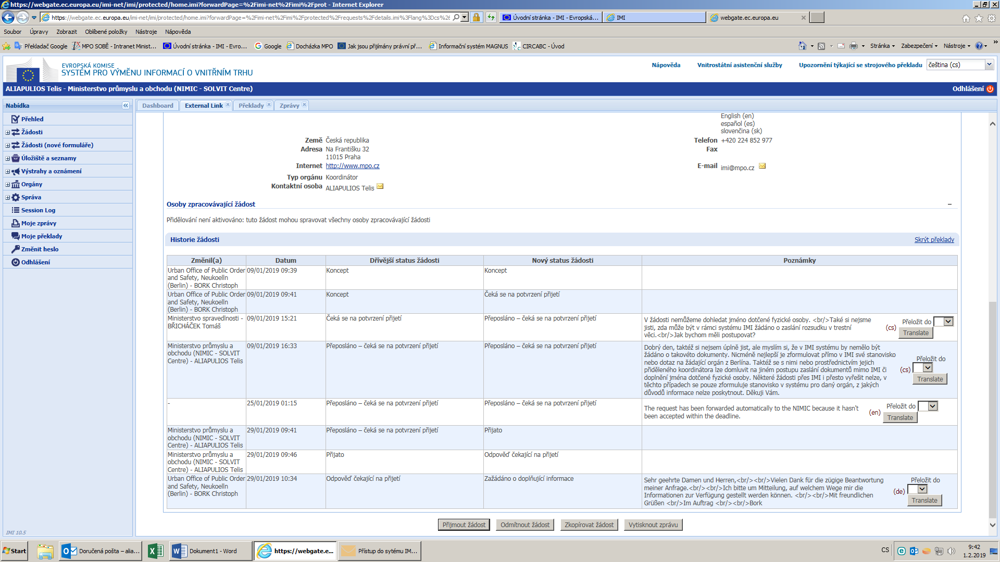 https://webgate.ec.europa.eu/imi-net/imi/protected/home.imi?forwardPage=%2Fimi-net%2Fimi%2Fprot - Internet Explorer
https://webgate.ec.europa.eu/imi-net/imi/protected/home.imi?forwardPage=%2Fimi-net%2Fimi%2Fprotected%2Frequests%2Fdetails.imi%3Flang%3Dcs%26
Úvodní stránka - IMI - Evropská...
IMI
webgate.ec.europa.eu
Soubor Úpravy Zobrazit Oblíbené položky Nástroje Nápověda
Překladač Google
MPO SOBĚ - Intranet Minist...
Úvodní stránka - IMI - Evro...
Google
Docházka MPO
Jak jsou přijímány právní př...
Informační systém MAGNUS
CIRCABC - Úvod
Stránka
Zabezpečení
Nástroje
EVROPSKÁ KOMISE
SYSTÉM PRO VÝMĚNU INFORMACÍ O VNITŘNÍM TRHU
Nápověda
Vnitrostátní asistenční služby
Upozornění týkající se strojového překladu
čeština (cs)
ALIAPULIOS Telis - Ministerstvo průmyslu a obchodu (NIMIC - SOLVIT Centre)
Odhlášení
Nabídka
Přehled
Žádosti
Žádosti (nové formuláře)
Úložiště a seznamy
Výstrahy a oznámení
Orgány
Správa
Session Log
Moje zprávy
Moje překlady
Změnit heslo
Odhlášení
IMI 10.5
Dashboard
External Link
Překlady
Zprávy
English (en)
español (es)
slovenčina (sk)
Země Česká republika
Telefon +420 224 852 977
Adresa Na Františku 32
11015 Praha
Fax
Internet http://www.mpo.cz
E-mail imi@mpo.cz
Typ orgánu Koordinátor
Kontaktní osoba ALIAPULIOS Telis
Osoby zpracovávající žádost
Přidělování není aktivováno: tuto žádost mohou spravovat všechny osoby zpracovávající žádosti
Historie žádosti
Skrýt překlady
Změnil(a) Datum Dřívější status žádosti Nový status žádosti Poznámky
Urban Office of Public Order
and Safety, Neukoelln
(Berlin) - BORK Christoph
09/01/2019 09:39
Koncept
Koncept
Urban Office of Public Order
and Safety, Neukoelln
(Berlin) - BORK Christoph
09/01/2019 09:41
Koncept
Čeká se na potvrzení přijetí
Ministerstvo spravedlnosti -
BŘICHÁČEK Tomáš
09/01/2019 15:21
Čeká se na potvrzení přijetí
Přeposláno – čeká se na potvrzení přijetí
V žádosti nemůžeme dohledat jméno dotčené fyzické osoby. <br/>Také si nejsme
jisti, zda může být v rámci systému IMI žádáno o zaslání rozsudku v trestní
věci.<br/>Jak bychom měli postupovat?
(cs)
Přeložit do
Translate
Ministerstvo průmyslu a
obchodu (NIMIC - SOLVIT
Centre) - ALIAPULIOS Telis
09/01/2019 16:33
Přeposláno – čeká se na potvrzení přijetí
Přeposláno – čeká se na potvrzení přijetí
Dobrý den, taktéž si nejsem úplně jist, ale myslím si, že v IMI systému by nemělo být
žádáno o takovéto dokumenty. Nicméně nejlepší je zformulovat přímo v IMI své stanovisko
nebo dotaz na žádající orgán z Berlína. Taktéž se s nimi nebo prostřednictvím jejich
přiděleného koordinátora lze domluvit na jiném postupu zaslání dokumentů mimo IMI či
doplnění jména dotčené fyzické osoby. Některé žádosti přes IMI i přesto vyřešit nelze, v
těchto případech se pouze zformuluje stanovisko v systému pro daný orgán, z jakých
důvodů informace nelze poskytnout. Děkuji Vám.
(cs)
Přeložit do
Translate
-
25/01/2019 01:15
Přeposláno – čeká se na potvrzení přijetí
Přeposláno – čeká se na potvrzení přijetí
The request has been forwarded automatically to the NIMIC because it hasn't
been accepted within the deadline.
(en)
Přeložit do
Translate
Ministerstvo průmyslu a
obchodu (NIMIC - SOLVIT
Centre) - ALIAPULIOS Telis
29/01/2019 09:41
Přeposláno – čeká se na potvrzení přijetí
Přijato
Ministerstvo průmyslu a
obchodu (NIMIC - SOLVIT
Centre) - ALIAPULIOS Telis
29/01/2019 09:46
Přijato
Odpověď čekající na přijetí
Urban Office of Public Order
and Safety, Neukoelln
(Berlin) - BORK Christoph
29/01/2019 10:34
Odpověď čekající na přijetí
Zažádáno o doplňující informace
Sehr geehrte Damen und Herren,<br/><br/>Vielen Dank für die zügige Beantwortung
meiner Anfrage.<br/><br/>Ich bitte um Mitteilung, auf welchem Wege mir die
Informationen zur Verfügung gestellt werden können. <br/><br/>Mit freundlichen
Grüßen <br/>Im Auftrag <br/><br/>Bork
(de)
Přeložit do
Translate
Přijmout žádost
Odmítnout žádost
Zkopírovat žádost
Vytisknout zprávu
Start
Doručená pošta – alia...
Dokument1 - Word
https://webgate.e...
Přístup do sytému IM...
CS
9:42
1.2.2019